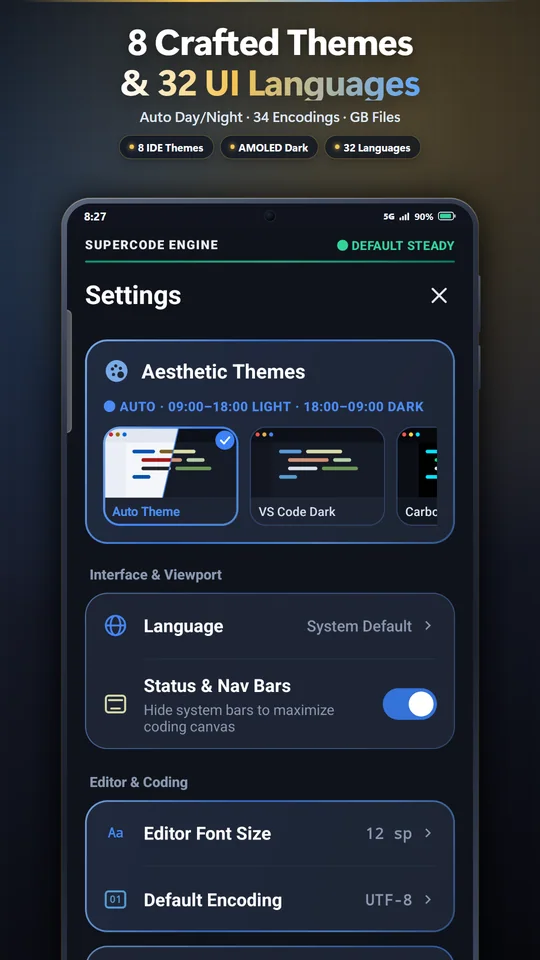 8 Crafted Themes
& 32 UI Languages
Auto Day/Night · 34 Encodings · GB Files
8 IDE Themes
AMOLED Dark
32 Languages
8:27
5G
90%
SUPERCODE ENGINE
DEFAULT STEADY
Settings
Aesthetic Themes
AUTO · 09:00–18:00 LIGHT · 18:00–09:00 DARK
Auto Theme
VS Code Dark
Carbo
Interface & Viewport
Language
System Default
Status & Nav Bars
Hide system bars to maximize
coding canvas
Editor & Coding
Aa
Editor Font Size
12 sp
01
Default Encoding
UTF-8